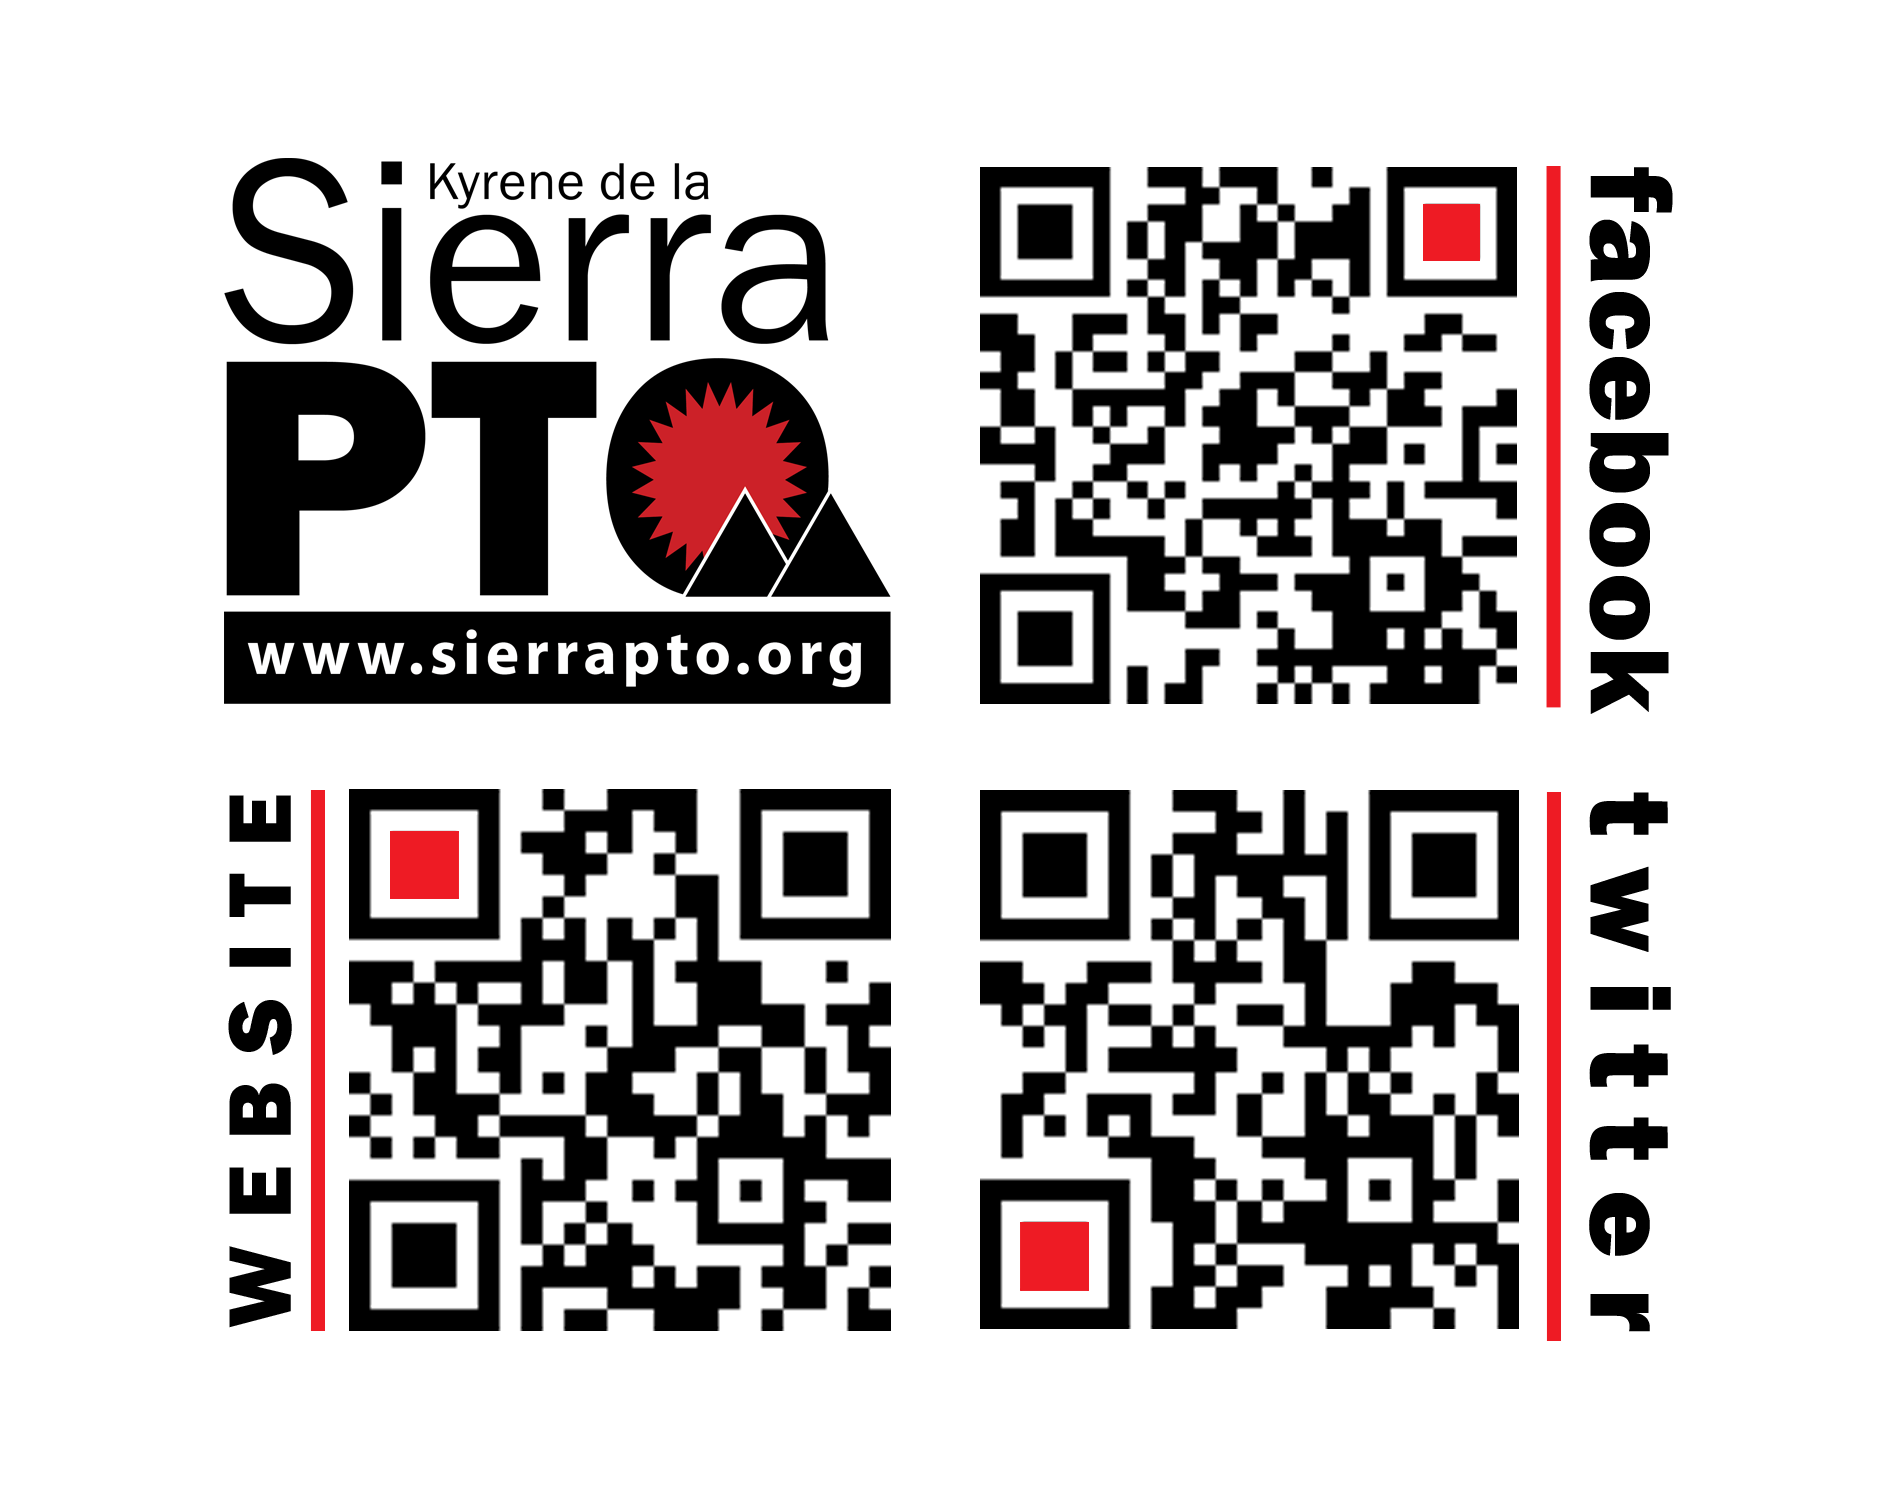 Kyrene de la
Sierra
PTO
www.sierrapto.org
facebook
WEBSITE
twitter